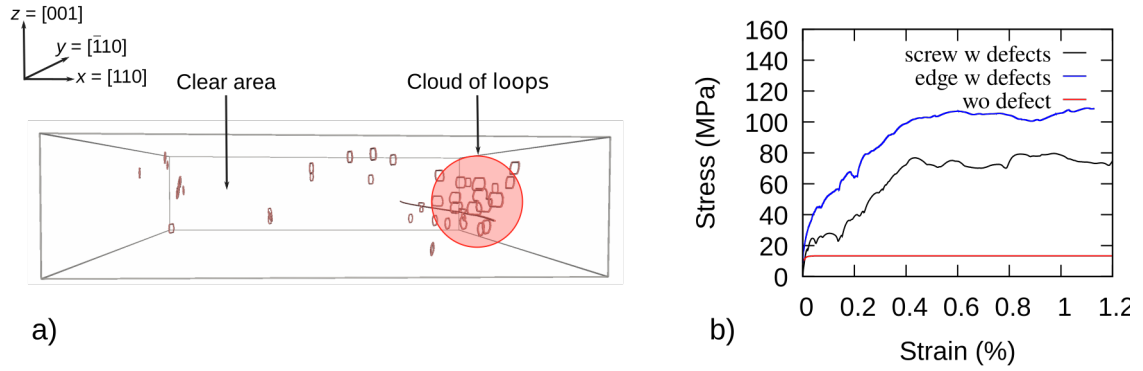 z = [001]
y = [1̄10]
x = [110]
Clear area
Cloud of loops
a)
160
140
120
100
80
60
40
20
0
Stress (MPa)
screw w defects
edge w defects
wo defect
0 0.2 0.4 0.6 0.8 1 1.2
Strain (%)
b)